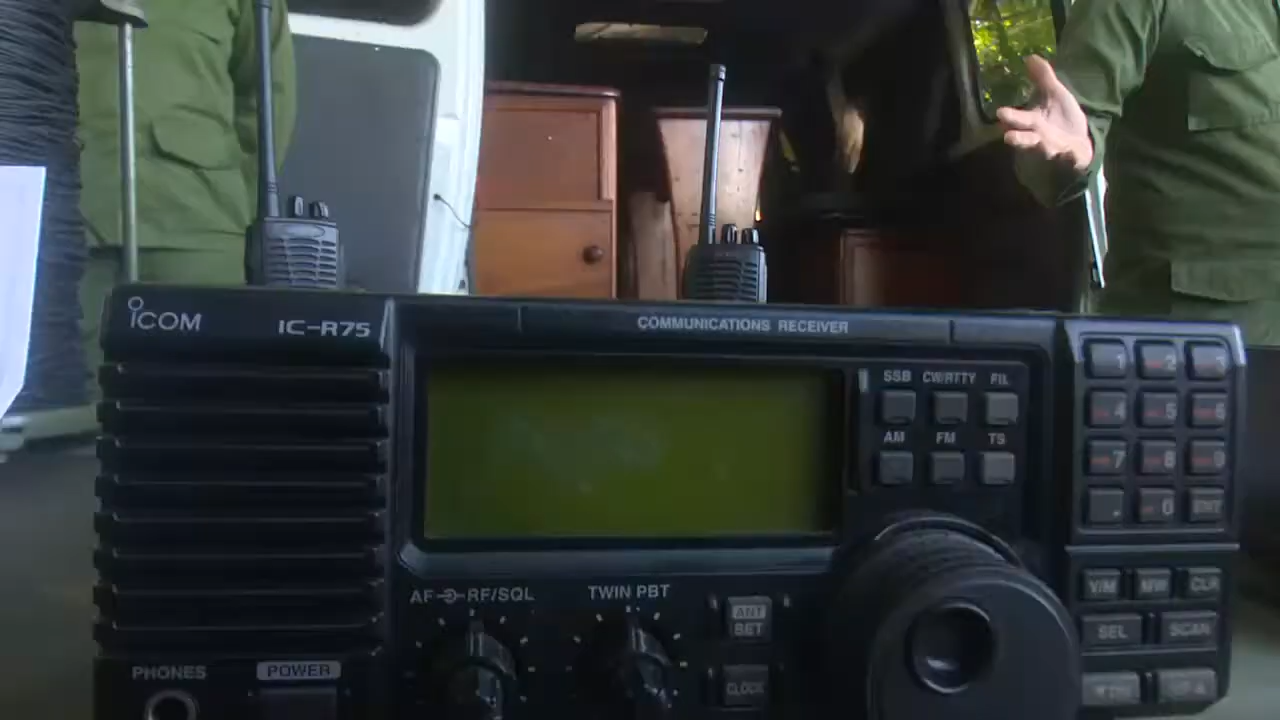 iCOM
IC-R75
COMMUNICATIONS RECEIVER
SSB CW/RTTY FIL
AM FM TS
1 2 3
4 5 6
7 8 9
. 0 ENT
V/M MW CLR
SEL SCAN
AF RF/SQL
TWIN PBT
ANT
SET
CLOCK
PHONES
POWER